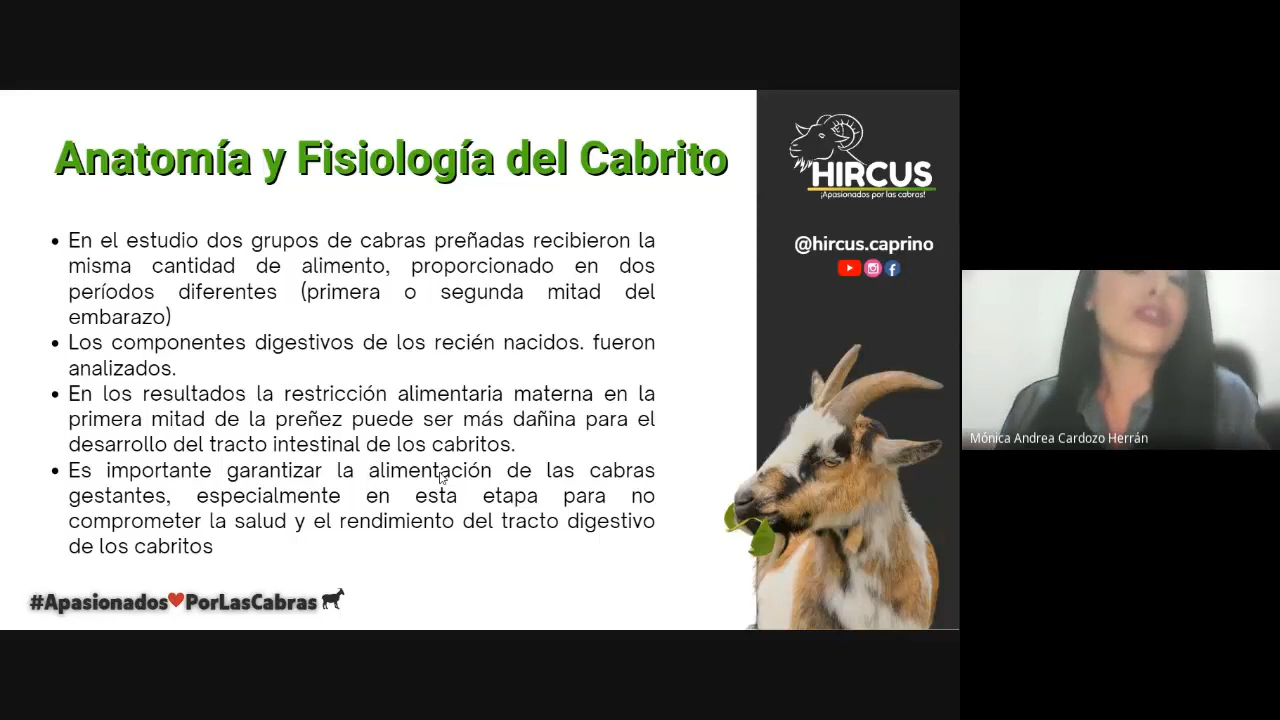 Anatomía y Fisiología del Cabrito
En el estudio dos grupos de cabras preñadas recibieron la
misma cantidad de alimento, proporcionado en dos
períodos diferentes (primera o segunda mitad del
embarazo)
Los componentes digestivos de los recién nacidos. fueron
analizados.
En los resultados la restricción alimentaria materna en la
primera mitad de la preñez puede ser más dañina para el
desarrollo del tracto intestinal de los cabritos.
Es importante garantizar la alimentación de las cabras
gestantes, especialmente en esta etapa para no
comprometer la salud y el rendimiento del tracto digestivo
de los cabritos
#Apasionados❤PorLasCabras
HIRCUS
¡Apasionados por las cabras!
@hircus.caprino
Mónica Andrea Cardozo Herrán